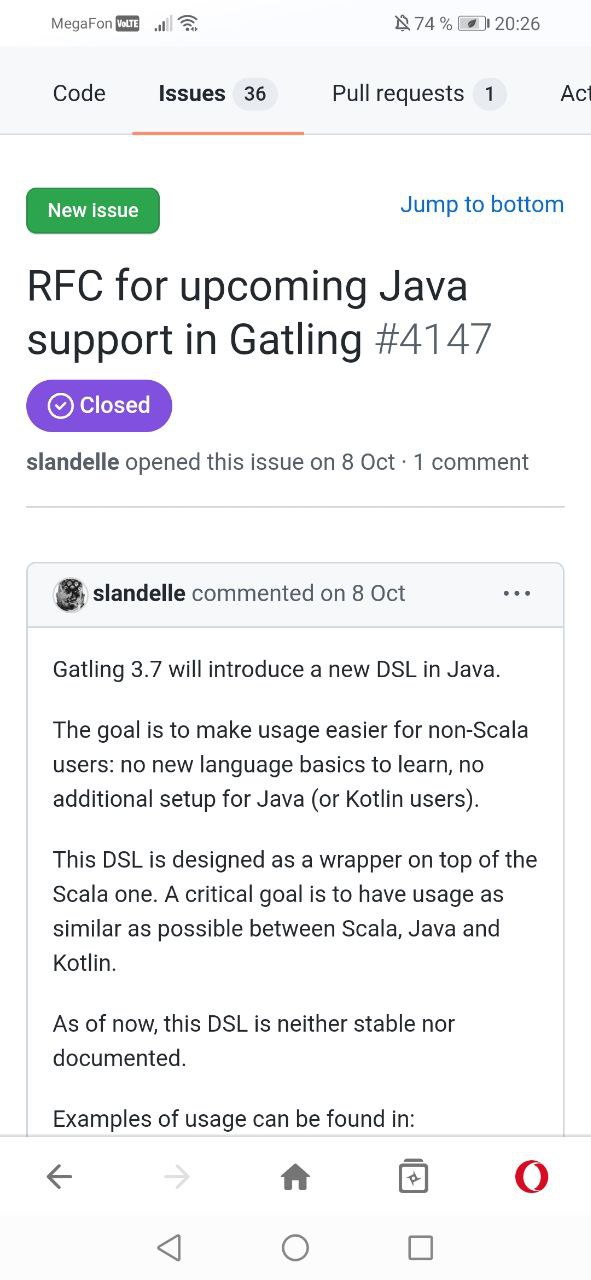 MegaFon VoLTE 74 % 20:26
Code Issues 36 Pull requests 1 Act
New issue Jump to bottom
RFC for upcoming Java
support in Gatling #4147
Closed
slandelle opened this issue on 8 Oct · 1 comment
slandelle commented on 8 Oct ...
Gatling 3.7 will introduce a new DSL in Java.
The goal is to make usage easier for non-Scala
users: no new language basics to learn, no
additional setup for Java (or Kotlin users).
This DSL is designed as a wrapper on top of the
Scala one. A critical goal is to have usage as
similar as possible between Scala, Java and
Kotlin.
As of now, this DSL is neither stable nor
documented.
Examples of usage can be found in: